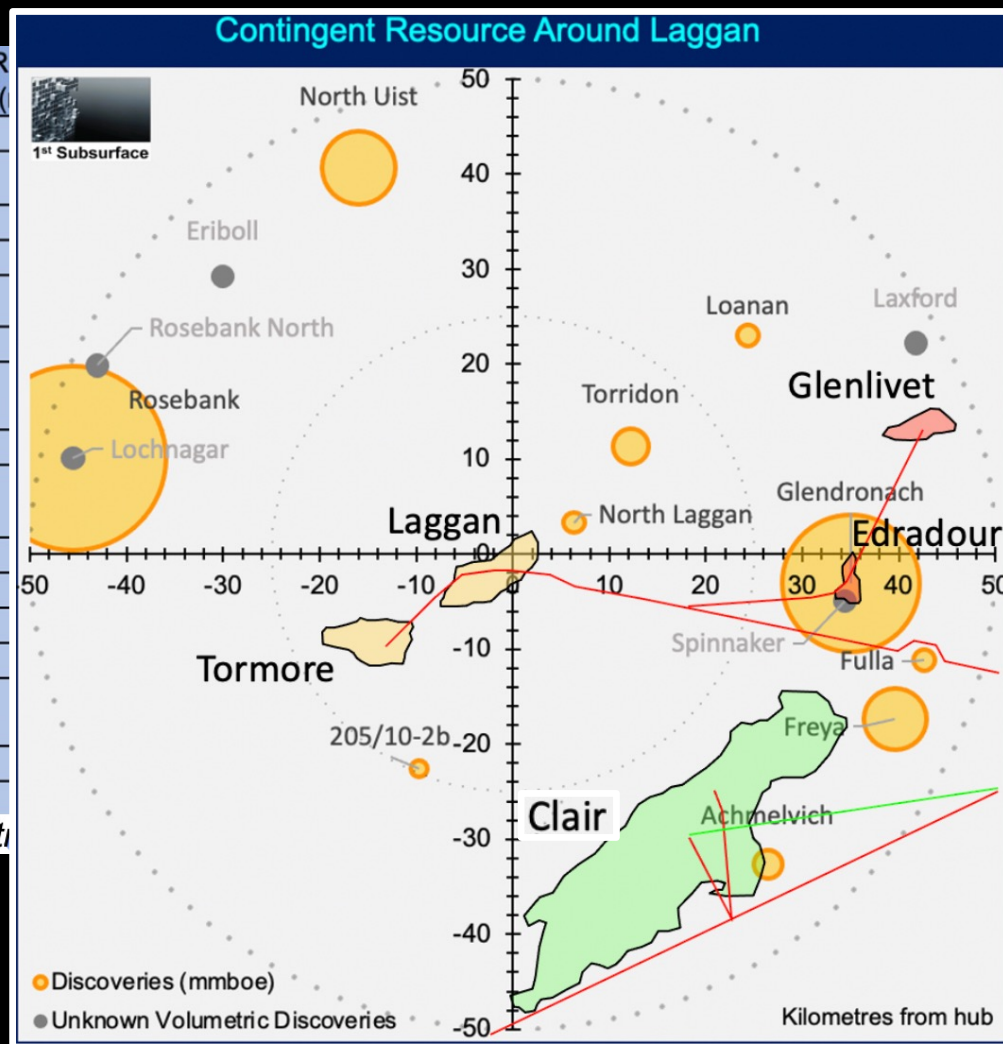 Contingent Resource Around Laggan
R
(
1st Subsurface
50
North Uist
40
Eriboll
30
Loanan
Laxford
Rosebank North
20
Rosebank
Torridon
Glenlivet
Lochnagar
10
Glendronach
Laggan
North Laggan
Edradour
0
-50 -40 -30 -20 -10 0 10 20 30 40 50
Spinnaker
-10
Tormore
Fulla
205/10-2b
-20
Freya
Clair
Achmelvich
-30
-40
Discoveries (mmboe)
Unknown Volumetric Discoveries
-50
Kilometres from hub